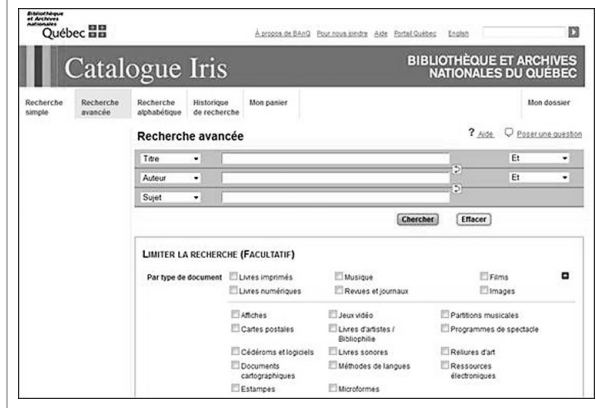 Bibliothèque
et Archives
nationales
Québec
À propos de BAnQ Pour nous joindre Aide Portail Québec English
Catalogue Iris
BIBLIOTHÈQUE ET ARCHIVES
NATIONALES DU QUÉBEC
Recherche simple
Recherche avancée
Recherche alphabétique
Historique de recherche
Mon panier
Mon dossier
Recherche avancée
? Aide Poser une question
Titre Et
Auteur Et
Sujet
Chercher Effacer
LIMITER LA RECHERCHE (FACULTATIF)
Par type de document Livres imprimés Musique Films
Livres numériques Revues et journaux Images
Affiches Jeux vidéo Partitions musicales
Cartes postales Livres d'artistes / Bibliophilie Programmes de spectacle
Cédéroms et logiciels Livres sonores Reliures d'art
Documents cartographiques Méthodes de langues Ressources électroniques
Estampes Microformes